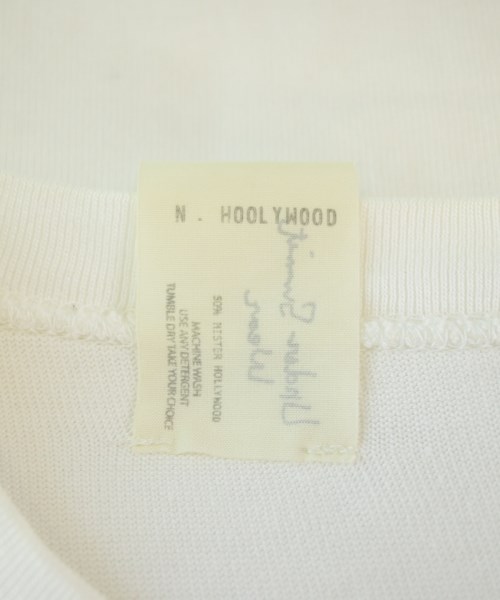 N. HOOLYWOOD
50% MISTER HOLLYWOOD
MACHINE WASH
USE ANY DETERGENT
TUMBLE DRY TAKE YOUR CHOICE